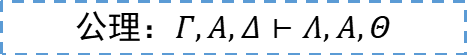 公理：𝛤, 𝐴, 𝛥 ⊢ 𝛬, 𝐴, 𝛩